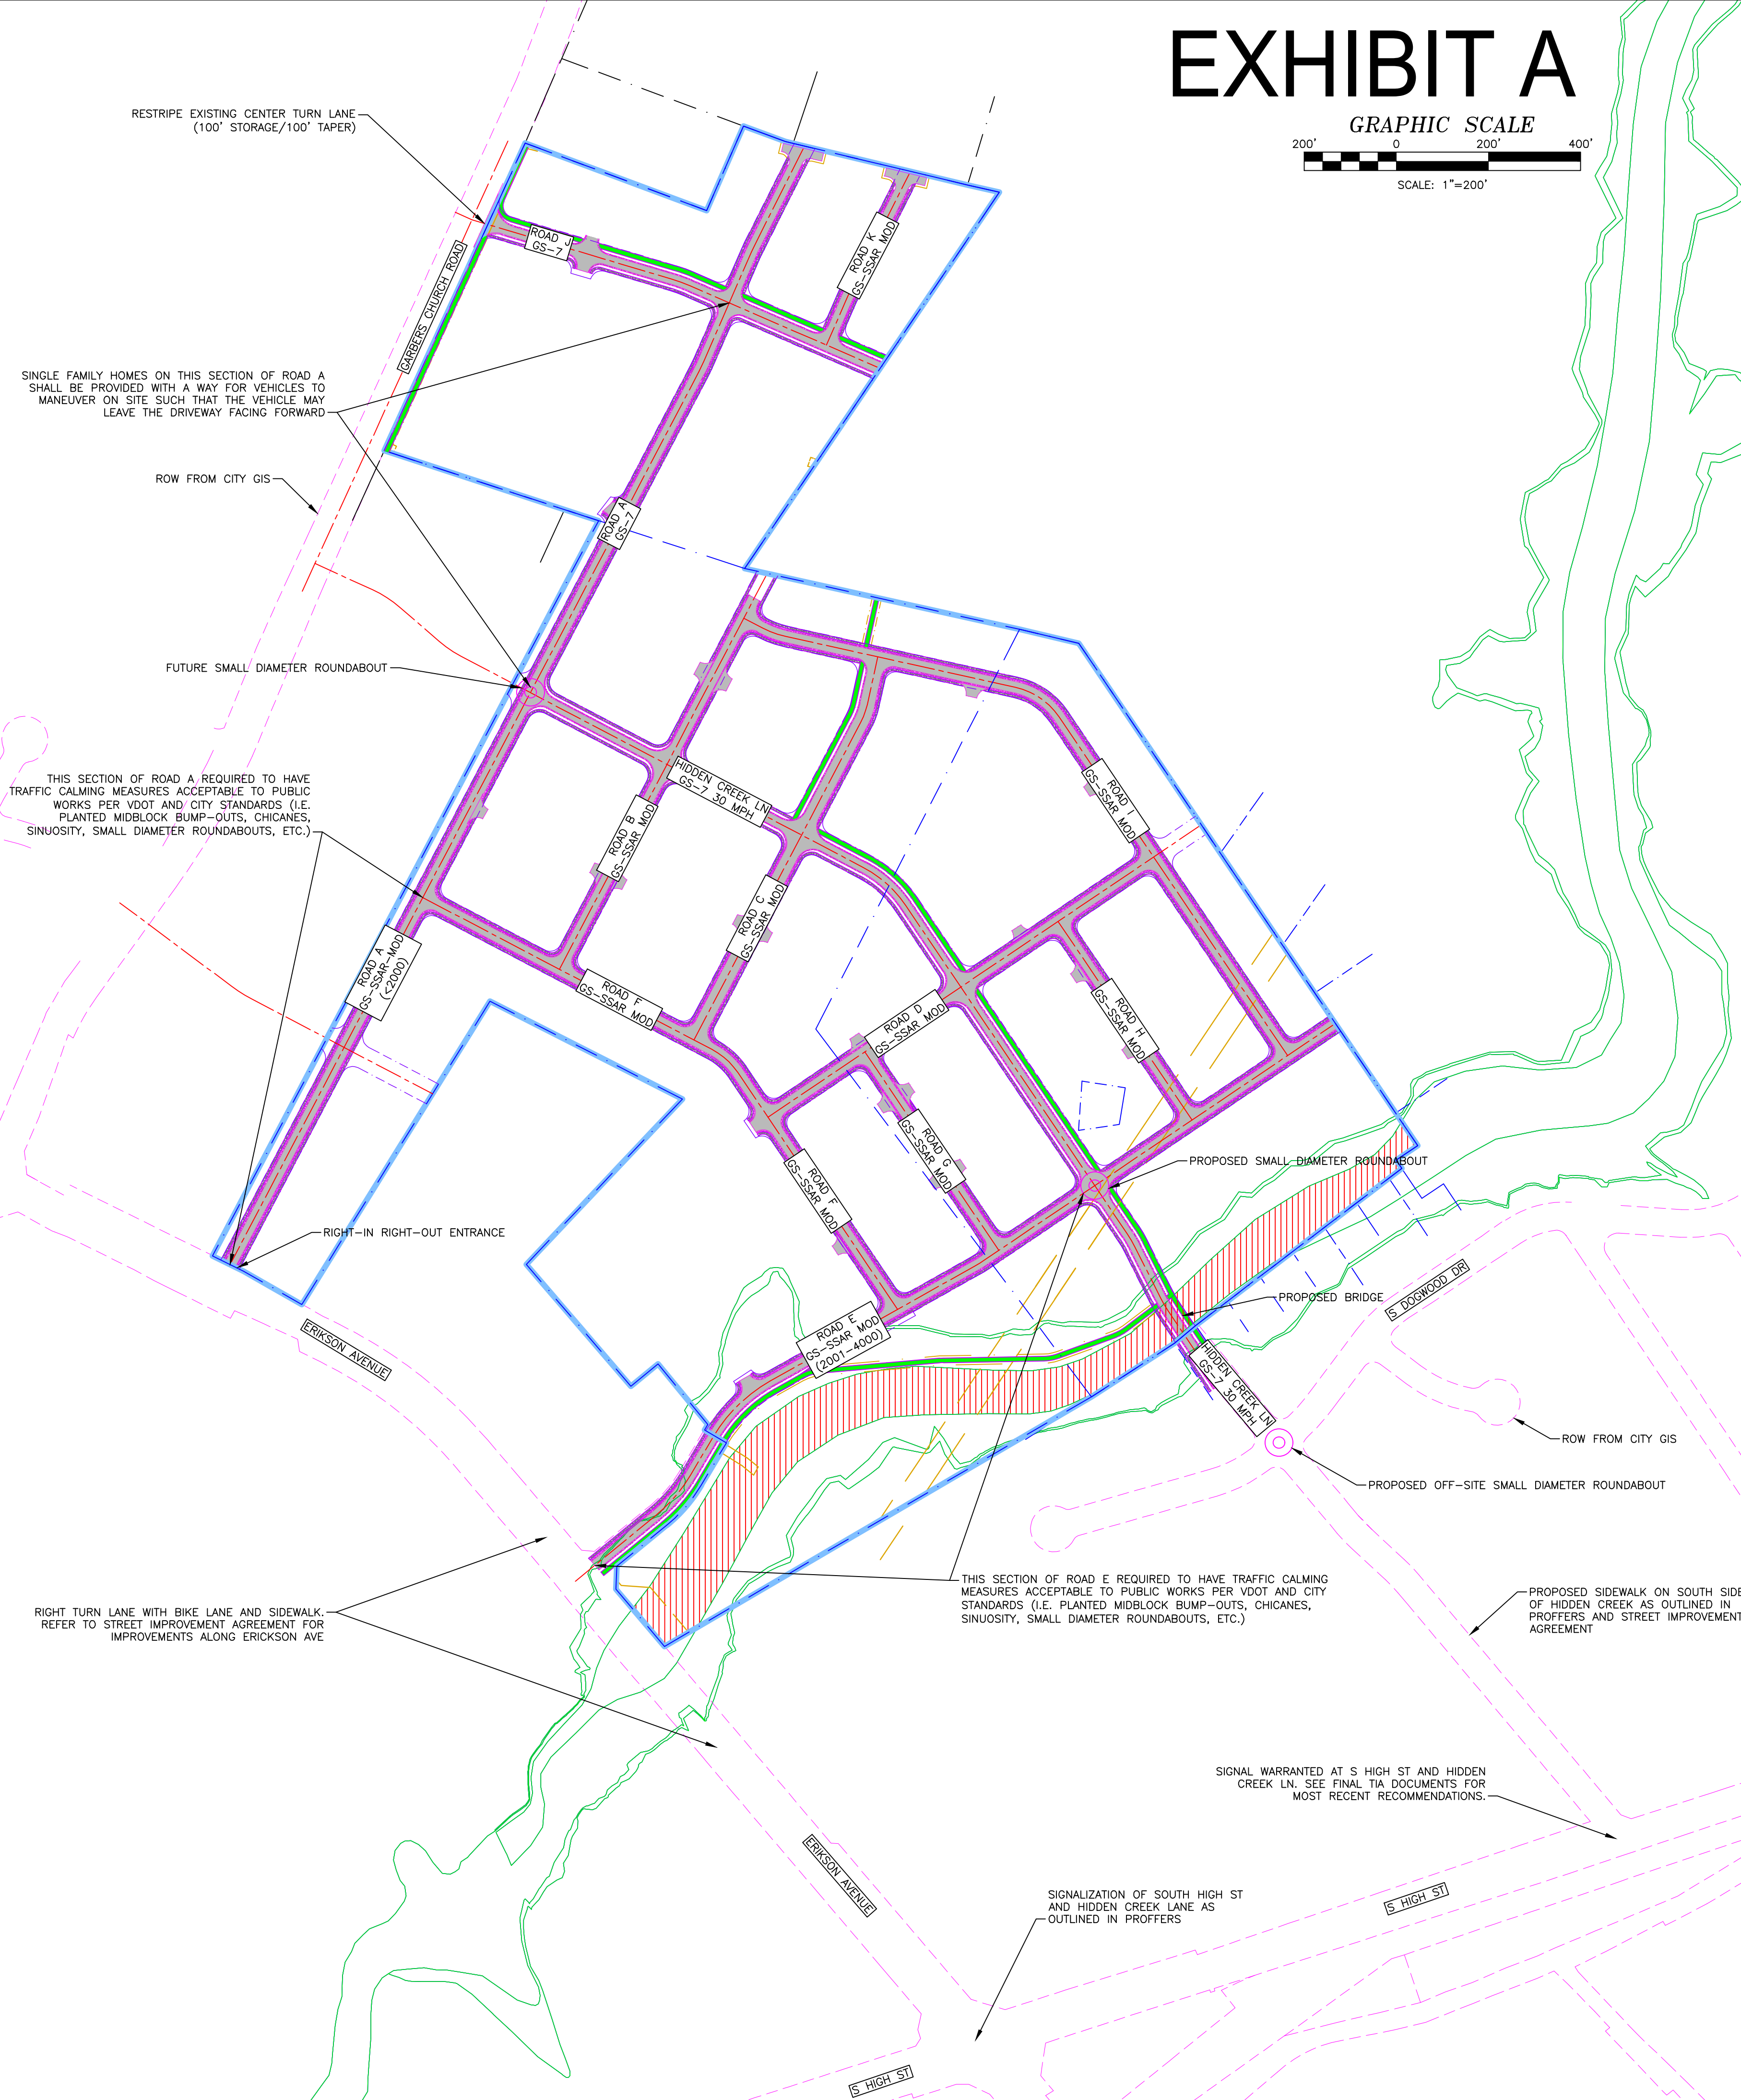 EXHIBIT A
GRAPHIC SCALE
200' 0 200' 400'
SCALE: 1"=200'
RESTRIPE EXISTING CENTER TURN LANE
(100' STORAGE/100' TAPER)
GARBERS CHURCH ROAD
ROAD J
GS-7
ROAD K
GS-SSAR MOD
SINGLE FAMILY HOMES ON THIS SECTION OF ROAD A
SHALL BE PROVIDED WITH A WAY FOR VEHICLES TO
MANEUVER ON SITE SUCH THAT THE VEHICLE MAY
LEAVE THE DRIVEWAY FACING FORWARD
ROW FROM CITY GIS
ROAD A
GS-7
FUTURE SMALL DIAMETER ROUNDABOUT
THIS SECTION OF ROAD A REQUIRED TO HAVE
TRAFFIC CALMING MEASURES ACCEPTABLE TO PUBLIC
WORKS PER VDOT AND CITY STANDARDS (I.E.
PLANTED MIDBLOCK BUMP-OUTS, CHICANES,
SINUOSITY, SMALL DIAMETER ROUNDABOUTS, ETC.)
HIDDEN CREEK LN
GS-7 30 MPH
ROAD I
GS-SSAR MOD
ROAD B
GS-SSAR MOD
ROAD C
GS-SSAR MOD
ROAD A
GS-SSAR-MOD
(<2000)
ROAD F
GS-SSAR MOD
ROAD D
GS-SSAR MOD
ROAD H
GS-SSAR MOD
ROAD G
GS-SSAR MOD
ROAD F
GS-SSAR MOD
PROPOSED SMALL DIAMETER ROUNDABOUT
RIGHT-IN RIGHT-OUT ENTRANCE
PROPOSED BRIDGE
S DOGWOOD DR
ERIKSON AVENUE
ROAD E
GS-SSAR MOD
(2001-4000)
HIDDEN CREEK LN
GS-7 30 MPH
ROW FROM CITY GIS
PROPOSED OFF-SITE SMALL DIAMETER ROUNDABOUT
THIS SECTION OF ROAD E REQUIRED TO HAVE TRAFFIC CALMING
MEASURES ACCEPTABLE TO PUBLIC WORKS PER VDOT AND CITY
STANDARDS (I.E. PLANTED MIDBLOCK BUMP-OUTS, CHICANES,
SINUOSITY, SMALL DIAMETER ROUNDABOUTS, ETC.)
PROPOSED SIDEWALK ON SOUTH SIDE
OF HIDDEN CREEK AS OUTLINED IN
PROFFERS AND STREET IMPROVEMENT
AGREEMENT
RIGHT TURN LANE WITH BIKE LANE AND SIDEWALK.
REFER TO STREET IMPROVEMENT AGREEMENT FOR
IMPROVEMENTS ALONG ERICKSON AVE
SIGNAL WARRANTED AT S HIGH ST AND HIDDEN
CREEK LN. SEE FINAL TIA DOCUMENTS FOR
MOST RECENT RECOMMENDATIONS.
ERIKSON AVENUE
SIGNALIZATION OF SOUTH HIGH ST
AND HIDDEN CREEK LANE AS
OUTLINED IN PROFFERS
S HIGH ST
S HIGH ST